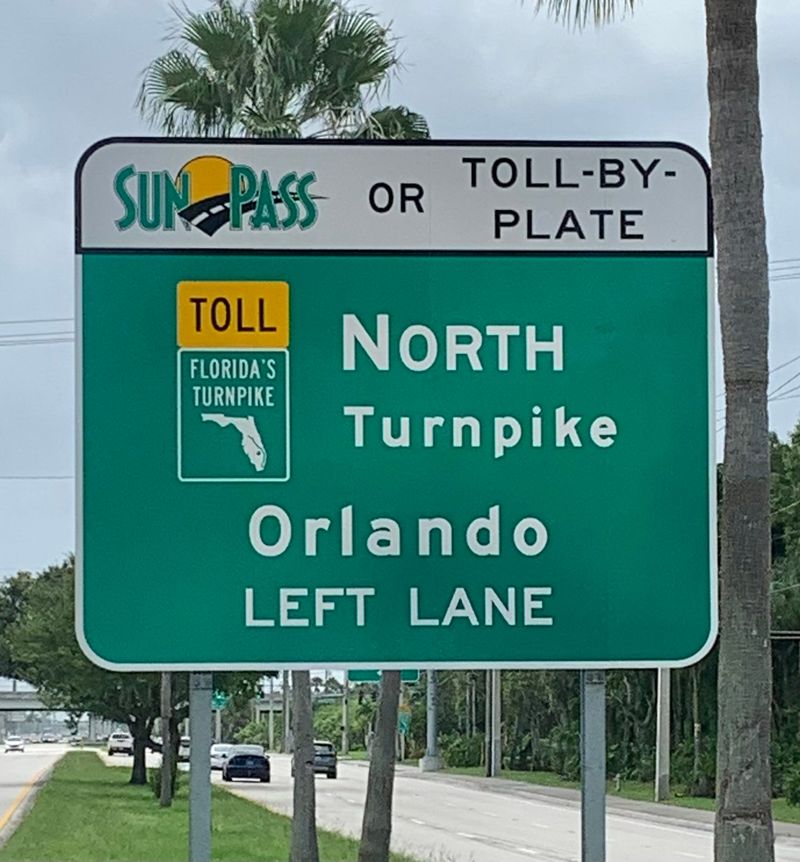 SUNPASS OR TOLL-BY-
PLATE
TOLL
FLORIDA'S
TURNPIKE
NORTH
Turnpike
Orlando
LEFT LANE